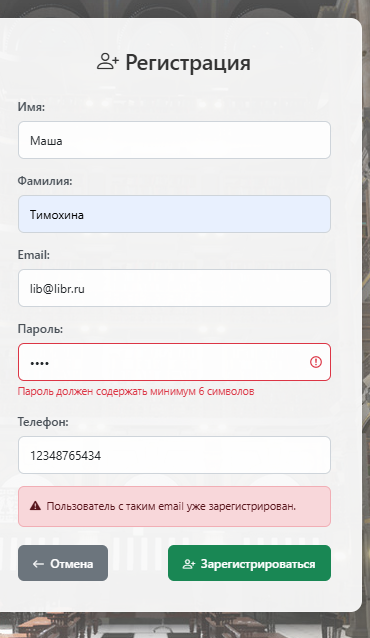 Регистрация
Имя:
Маша
Фамилия:
Тимохина
Email:
lib@libr.ru
Пароль:
••••
Пароль должен содержать минимум 6 символов
Телефон:
12348765434
Пользователь с таким email уже зарегистрирован.
← Отмена
Зарегистрироваться